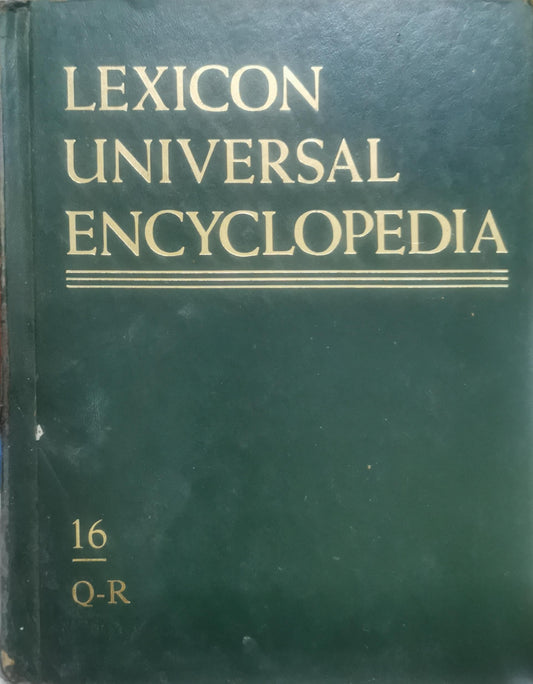 LEXICON
UNIVERSAL
ENCYCLOPEDIA
16
Q-R